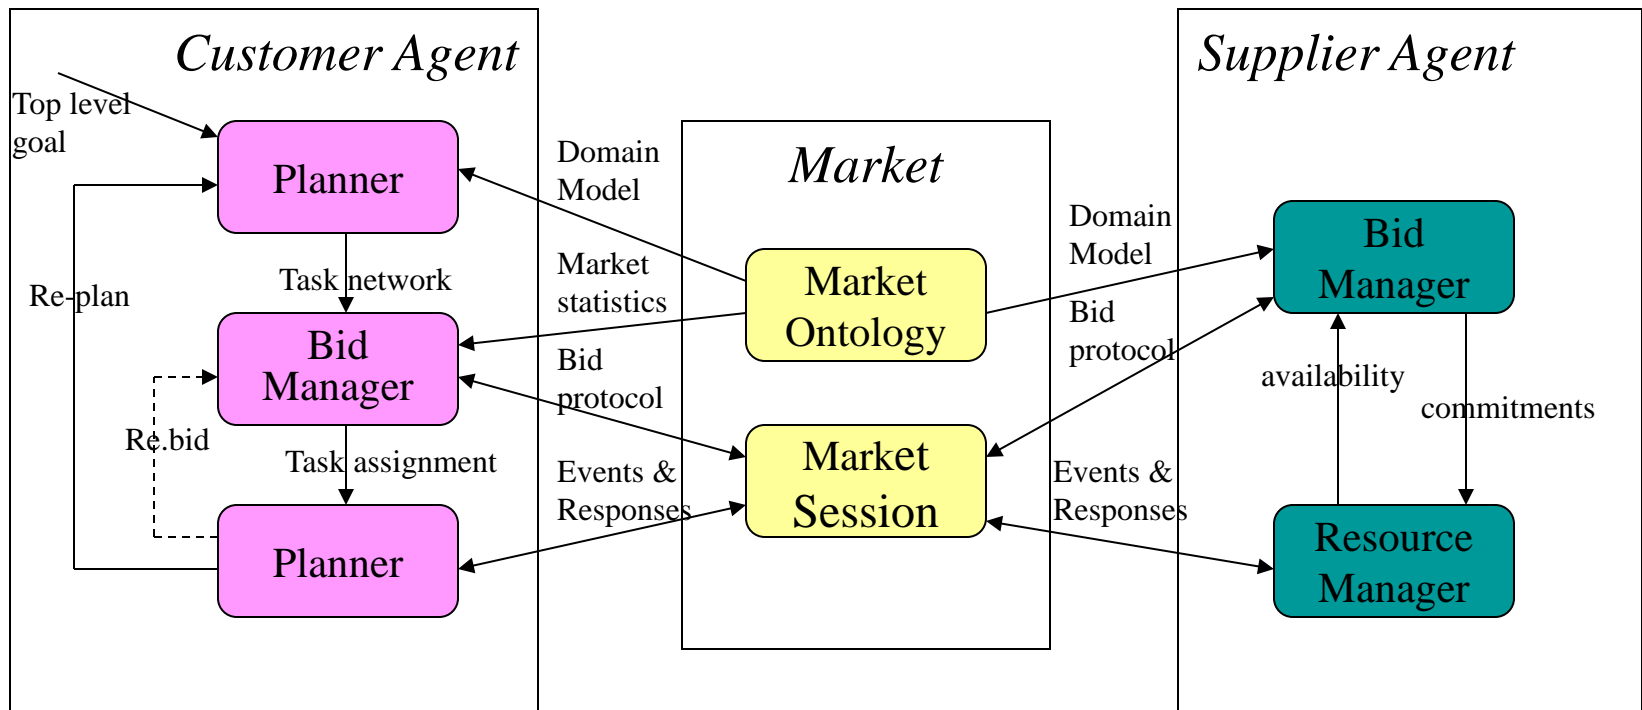 Customer Agent
Top level
goal
Planner
Re-plan
Task network
Bid
Manager
Re.bid
Task assignment
Planner
Domain
Model
Market
statistics
Bid
protocol
Events &
Responses
Market
Market
Ontology
Market
Session
Domain
Model
Bid
protocol
Events &
Responses
Supplier Agent
Bid
Manager
availability
commitments
Resource
Manager